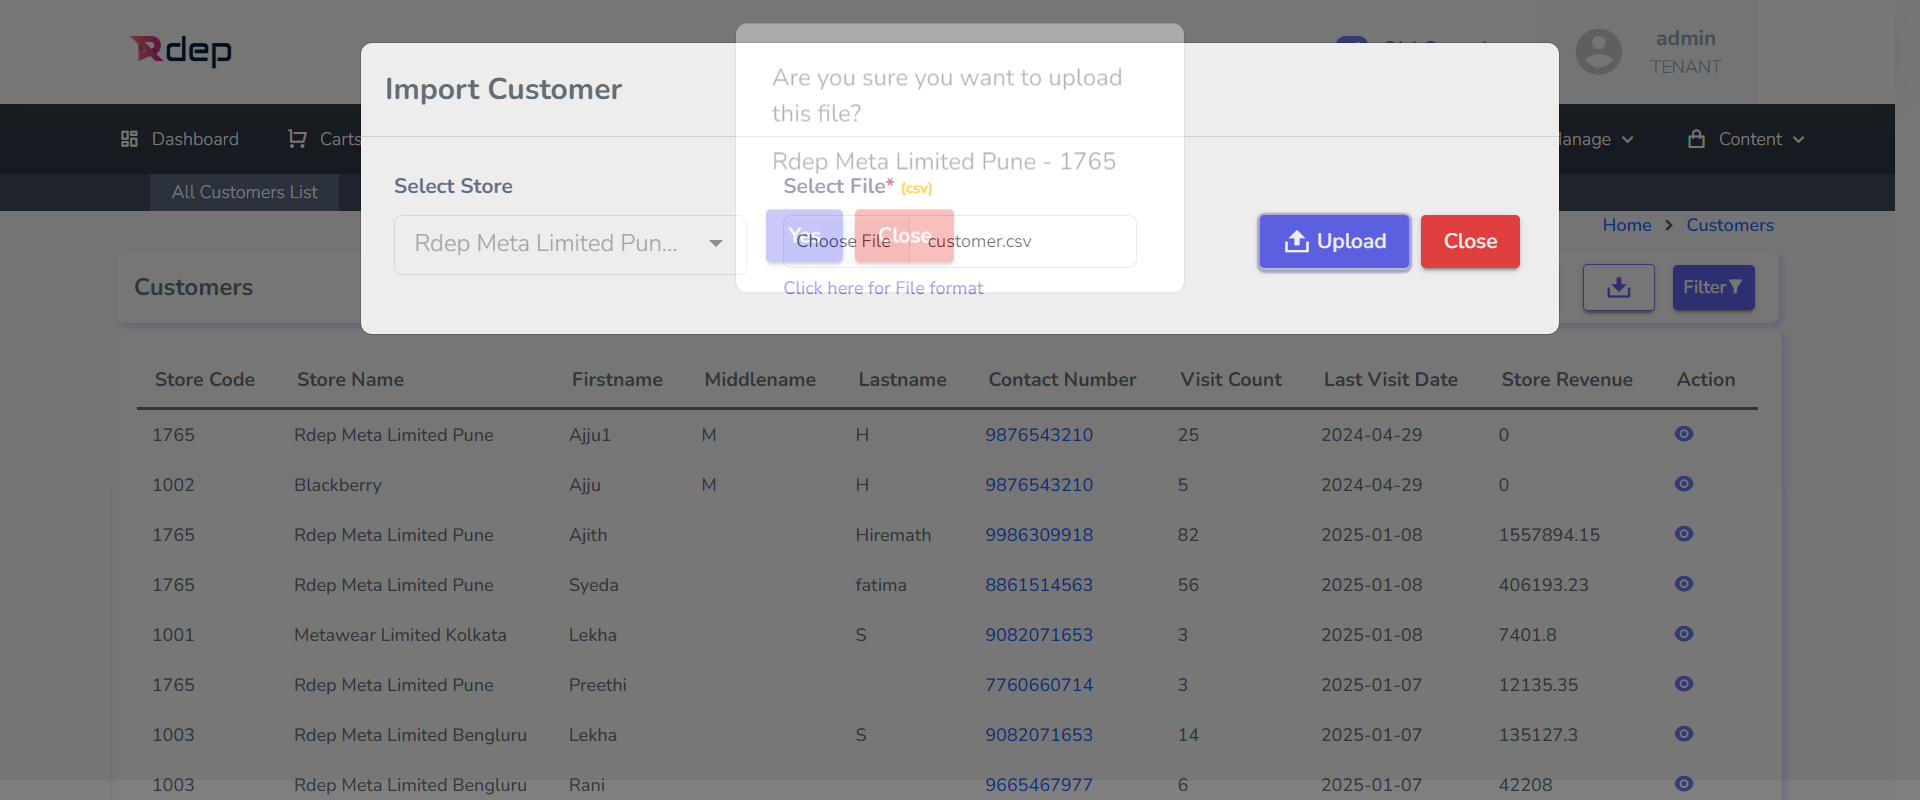 Rdep
admin
TENANT
Import Customer
Are you sure you want to upload
this file?
Rdep Meta Limited Pune - 1765
Yes
Close
Dashboard
Carts
Content
All Customers List
Select Store
Select File* (csv)
Rdep Meta Limited Pun...
Choose File
customer.csv
Upload
Close
Click here for File format
Home > Customers
Customers
Filter
Store Code Store Name Firstname Middlename Lastname Contact Number Visit Count Last Visit Date Store Revenue Action
1765 Rdep Meta Limited Pune Ajju1 M H 9876543210 25 2024-04-29 0
1002 Blackberry Ajju M H 9876543210 5 2024-04-29 0
1765 Rdep Meta Limited Pune Ajith Hiremath 9986309918 82 2025-01-08 1557894.15
1765 Rdep Meta Limited Pune Syeda fatima 8861514563 56 2025-01-08 406193.23
1001 Metawear Limited Kolkata Lekha S 9082071653 3 2025-01-08 7401.8
1765 Rdep Meta Limited Pune Preethi 7760660714 3 2025-01-07 12135.35
1003 Rdep Meta Limited Bengluru Lekha S 9082071653 14 2025-01-07 135127.3
1003 Rdep Meta Limited Bengluru Rani 9665467977 6 2025-01-07 42208